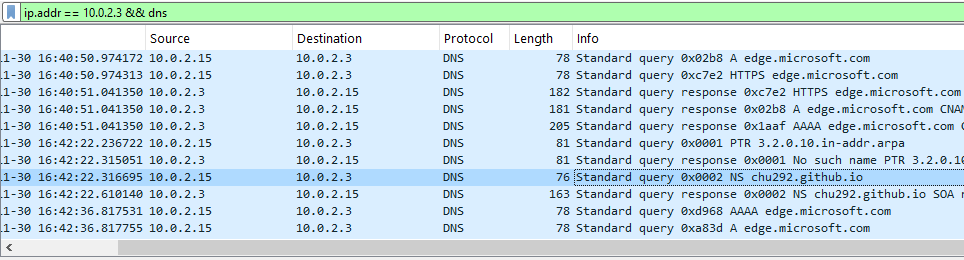 ip.addr == 10.0.2.3 && dns
Source Destination Protocol Length Info
11-30 16:40:50.974172 10.0.2.15 10.0.2.3 DNS 78 Standard query 0x02b8 A edge.microsoft.com
11-30 16:40:50.974313 10.0.2.15 10.0.2.3 DNS 78 Standard query 0xc7e2 HTTPS edge.microsoft.com
11-30 16:40:51.041350 10.0.2.3 10.0.2.15 DNS 182 Standard query response 0xc7e2 HTTPS edge.microsoft.com
11-30 16:40:51.041350 10.0.2.3 10.0.2.15 DNS 181 Standard query response 0x02b8 A edge.microsoft.com CNAM
11-30 16:40:51.041350 10.0.2.3 10.0.2.15 DNS 205 Standard query response 0x1aaf AAAA edge.microsoft.com C
11-30 16:42:22.236722 10.0.2.15 10.0.2.3 DNS 81 Standard query 0x0001 PTR 3.2.0.10.in-addr.arpa
11-30 16:42:22.315051 10.0.2.3 10.0.2.15 DNS 81 Standard query response 0x0001 No such name PTR 3.2.0.10
11-30 16:42:22.316695 10.0.2.15 10.0.2.3 DNS 76 Standard query 0x0002 NS chu292.github.io
11-30 16:42:22.610140 10.0.2.3 10.0.2.15 DNS 163 Standard query response 0x0002 NS chu292.github.io SOA
11-30 16:42:36.817531 10.0.2.15 10.0.2.3 DNS 78 Standard query 0xd968 AAAA edge.microsoft.com
11-30 16:42:36.817755 10.0.2.15 10.0.2.3 DNS 78 Standard query 0xa83d A edge.microsoft.com